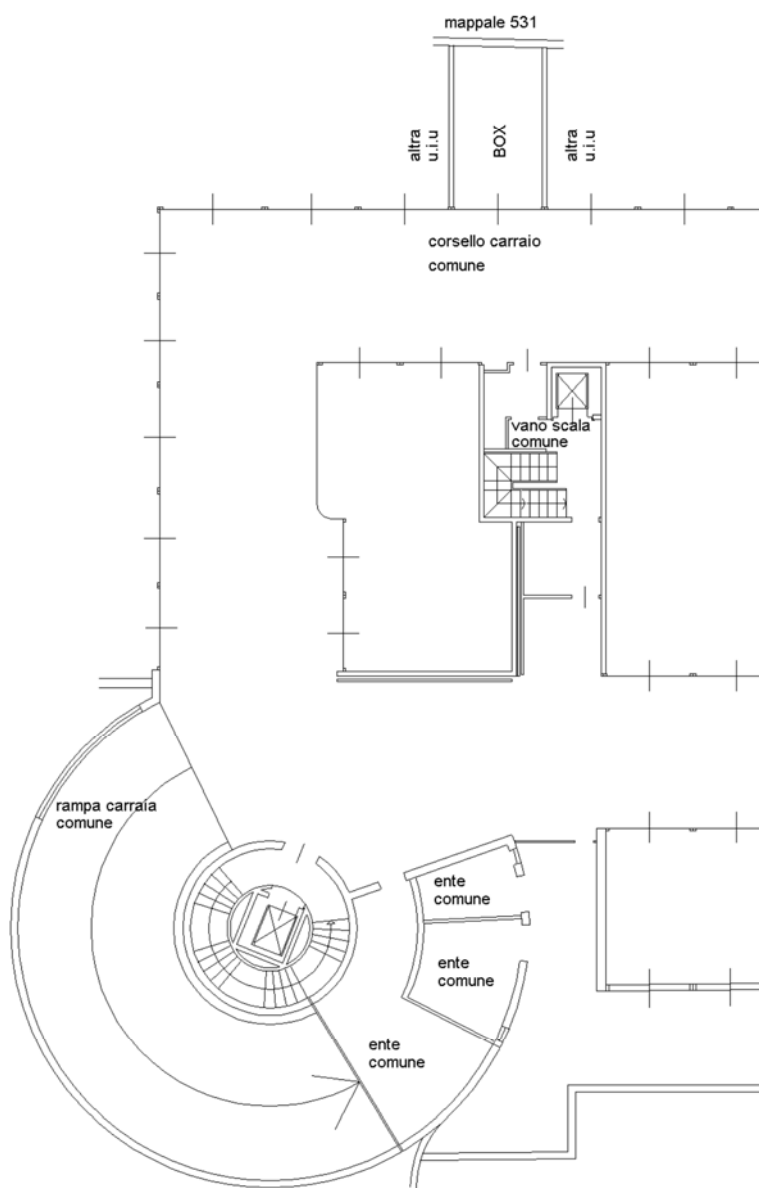 mappale 531
altra
u.i.u
BOX
altra
u.i.u
corsello carraio
comune
vano scala
comune
rampa carraia
comune
ente
comune
ente
comune
ente
comune